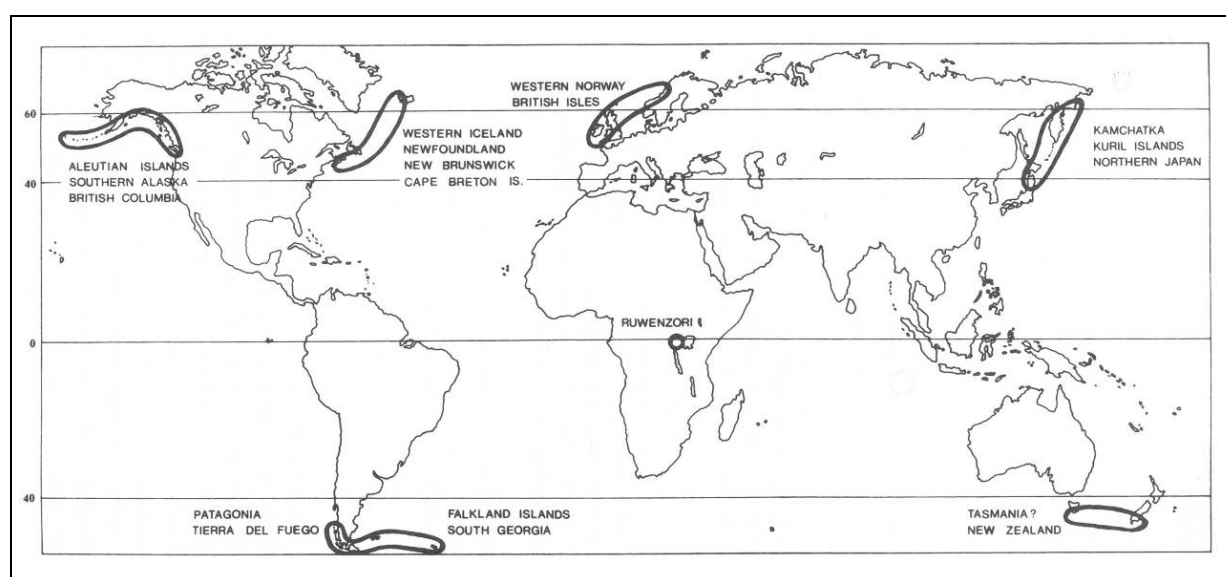 60
40
0
40
ALEUTIAN ISLANDS
SOUTHERN ALASKA
BRITISH COLUMBIA
WESTERN ICELAND
NEWFOUNDLAND
NEW BRUNSWICK
CAPE BRETON IS.
WESTERN NORWAY
BRITISH ISLES
KAMCHATKA
KURIL ISLANDS
NORTHERN JAPAN
RUWENZORI
PATAGONIA
TIERRA DEL FUEGO
FALKLAND ISLANDS
SOUTH GEORGIA
TASMANIA?
NEW ZEALAND